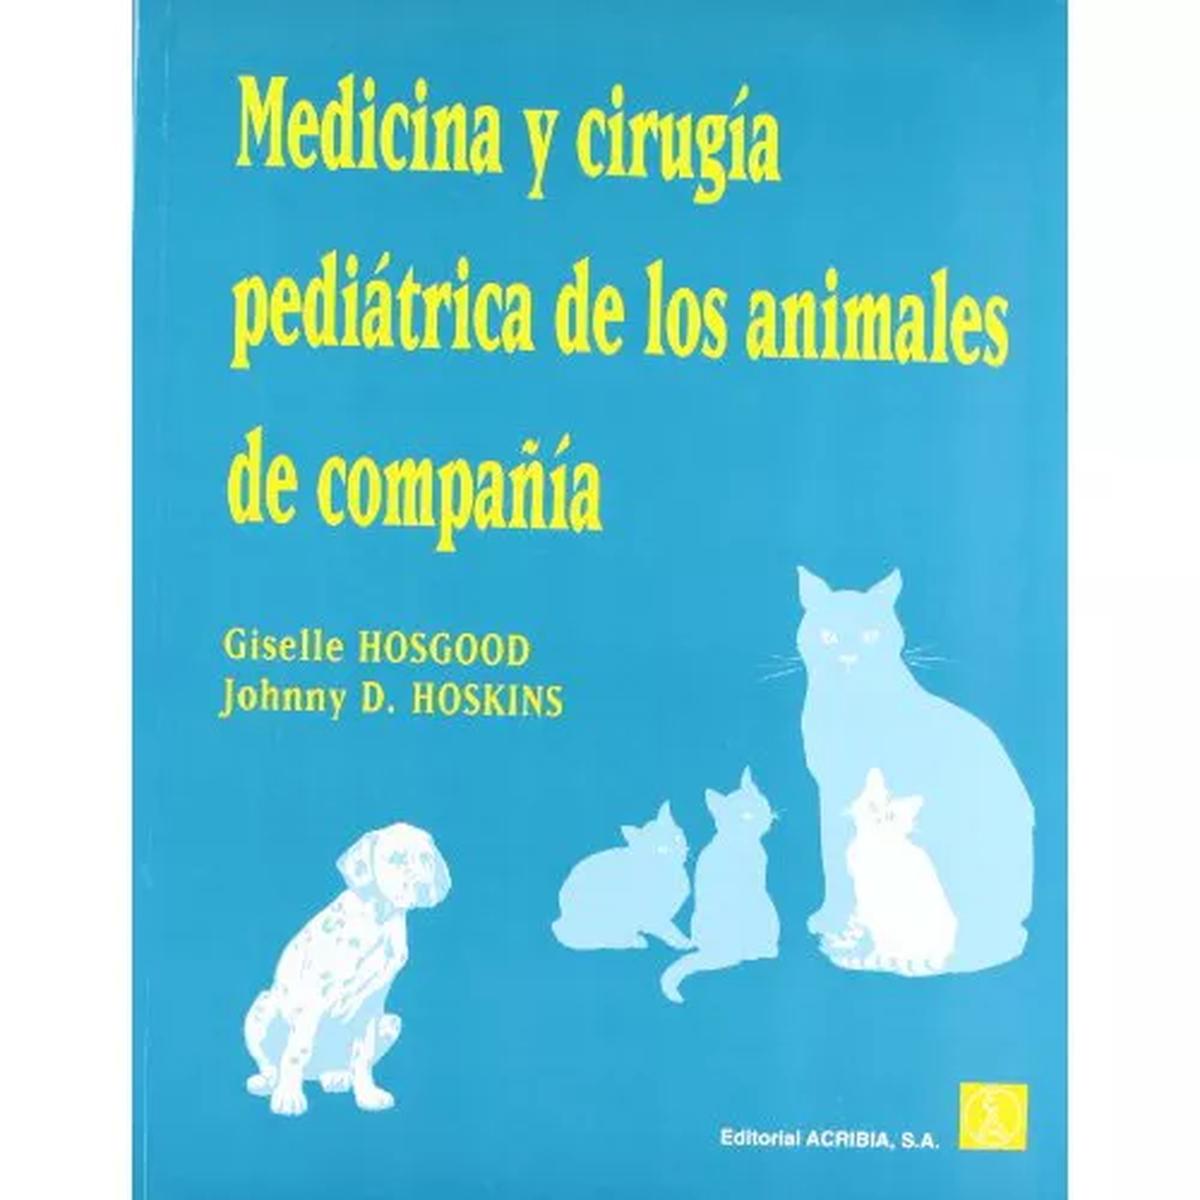 Medicina y cirugía
pediátrica de los animales
de compañía
Giselle HOSGOOD
Johnny D. HOSKINS
Editorial ACRIBIA, S.A.